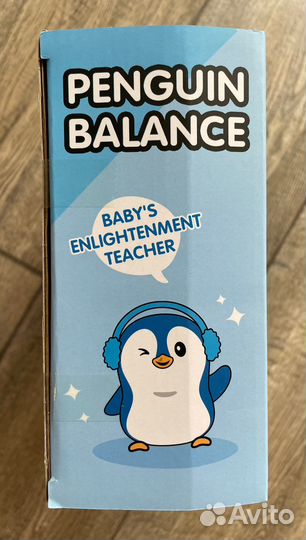 PENGUIN
BALANCE
BABY'S
ENLIGHTENMENT
TEACHER
Avito